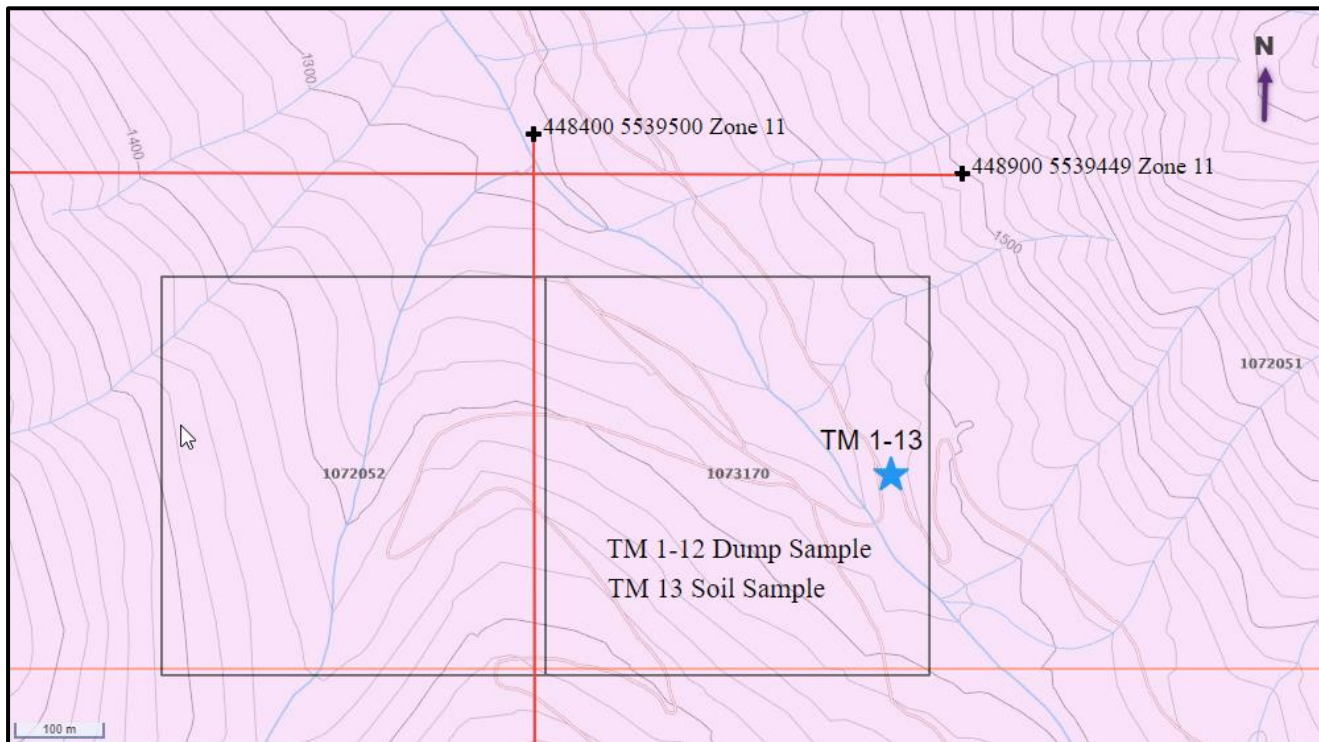 N
1300
448400 5539500 Zone 11
1400
448900 5539449 Zone 11
1500
1072051
TM 1-13
1072052
1073170
TM 1-12 Dump Sample
TM 13 Soil Sample
100 m